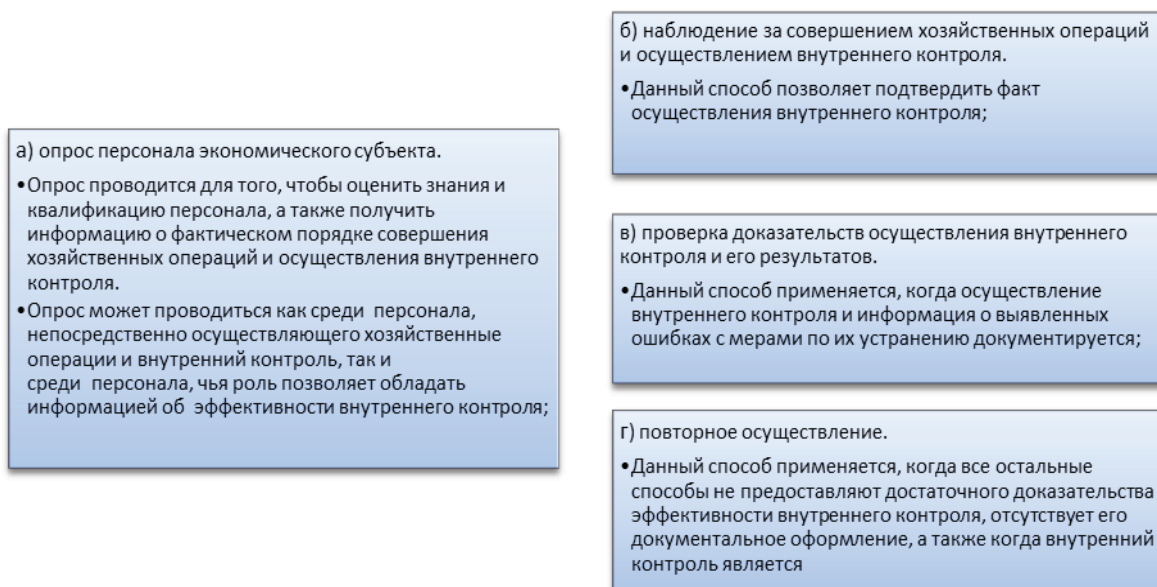 а) опрос персонала экономического субъекта.
•Опрос проводится для того, чтобы оценить знания и
квалификацию персонала, а также получить
информацию о фактическом порядке совершения
хозяйственных операций и осуществления внутреннего
контроля.
•Опрос может проводиться как среди персонала,
непосредственно осуществляющего хозяйственные
операции и внутренний контроль, так и
среди персонала, чья роль позволяет обладать
информацией об эффективности внутреннего контроля;
б) наблюдение за совершением хозяйственных операций
и осуществлением внутреннего контроля.
•Данный способ позволяет подтвердить факт
осуществления внутреннего контроля;
в) проверка доказательств осуществления внутреннего
контроля и его результатов.
•Данный способ применяется, когда осуществление
внутреннего контроля и информация о выявленных
ошибках с мерами по их устранению документируется;
г) повторное осуществление.
•Данный способ применяется, когда все остальные
способы не предоставляют достаточного доказательства
эффективности внутреннего контроля, отсутствует его
документальное оформление, а также когда внутренний
контроль является